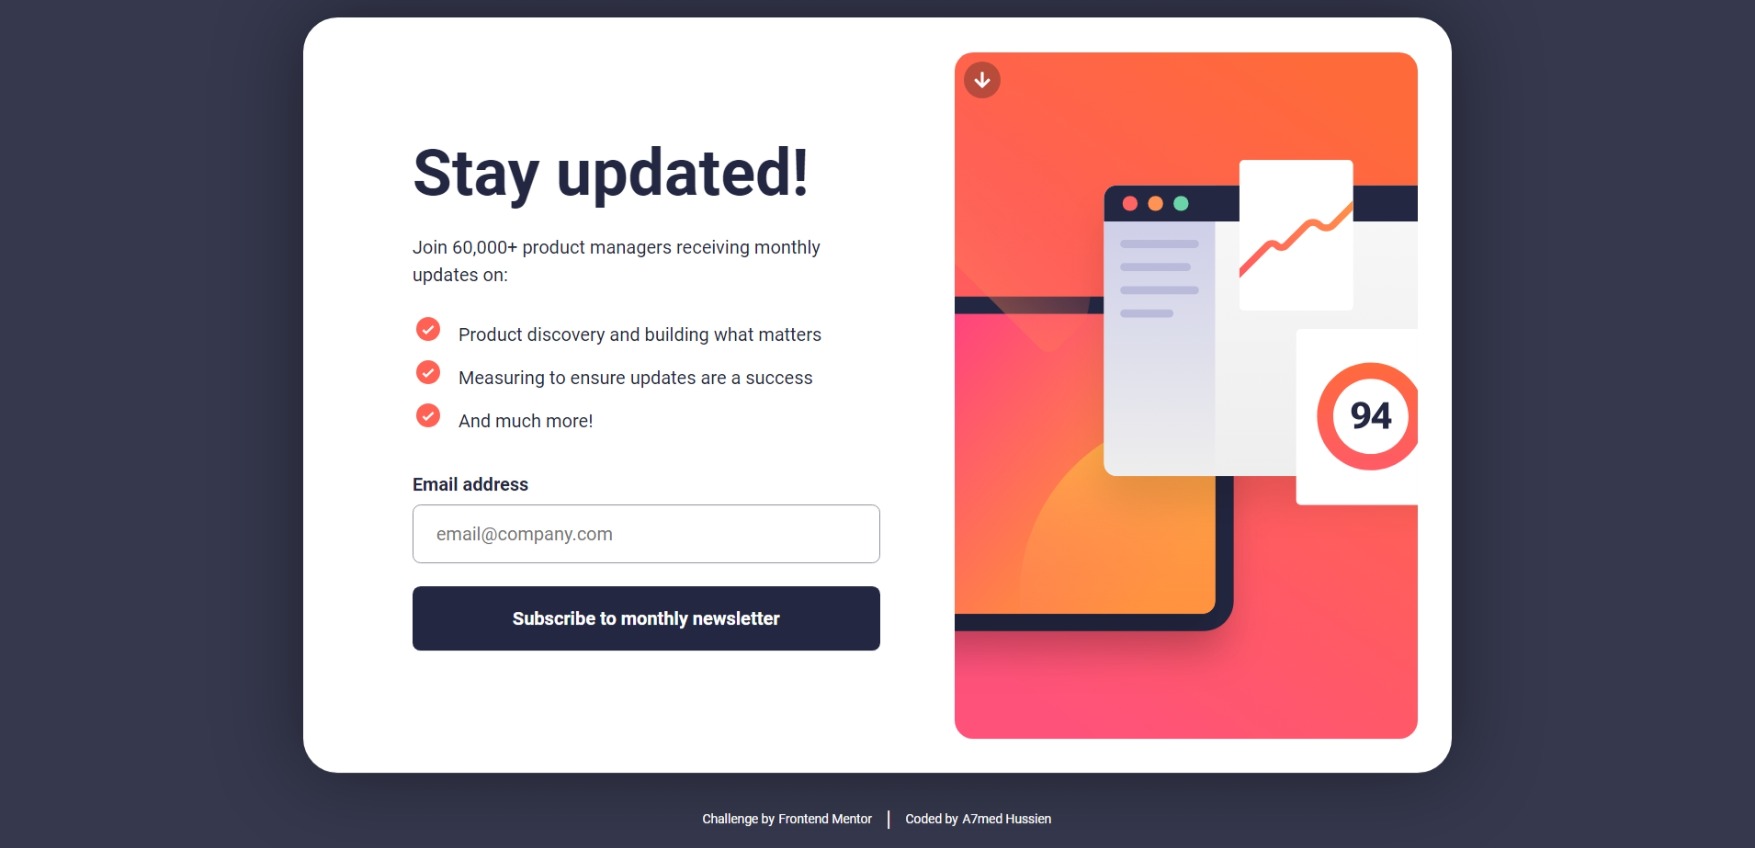 Stay updated!
Join 60,000+ product managers receiving monthly
updates on:
Product discovery and building what matters
Measuring to ensure updates are a success
And much more!
Email address
email@company.com
Subscribe to monthly newsletter
94
Challenge by Frontend Mentor | Coded by A7med Hussien